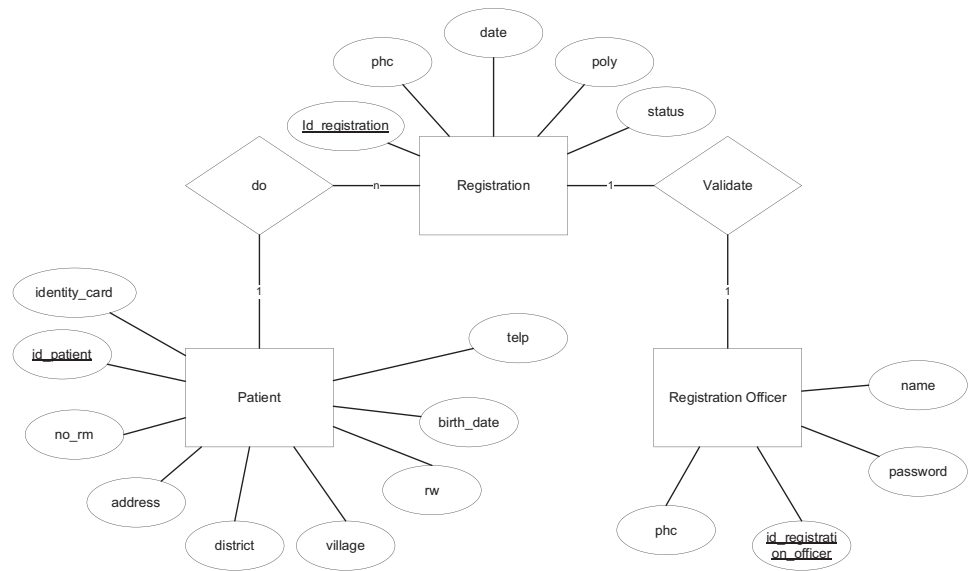 date
phc
poly
status
Id_registration
do
n
Registration
1
Validate
1
1
identity_card
id_patient
telp
Patient
Registration Officer
name
birth_date
no_rm
password
rw
address
phc
district
village
id_registrati
on_officer